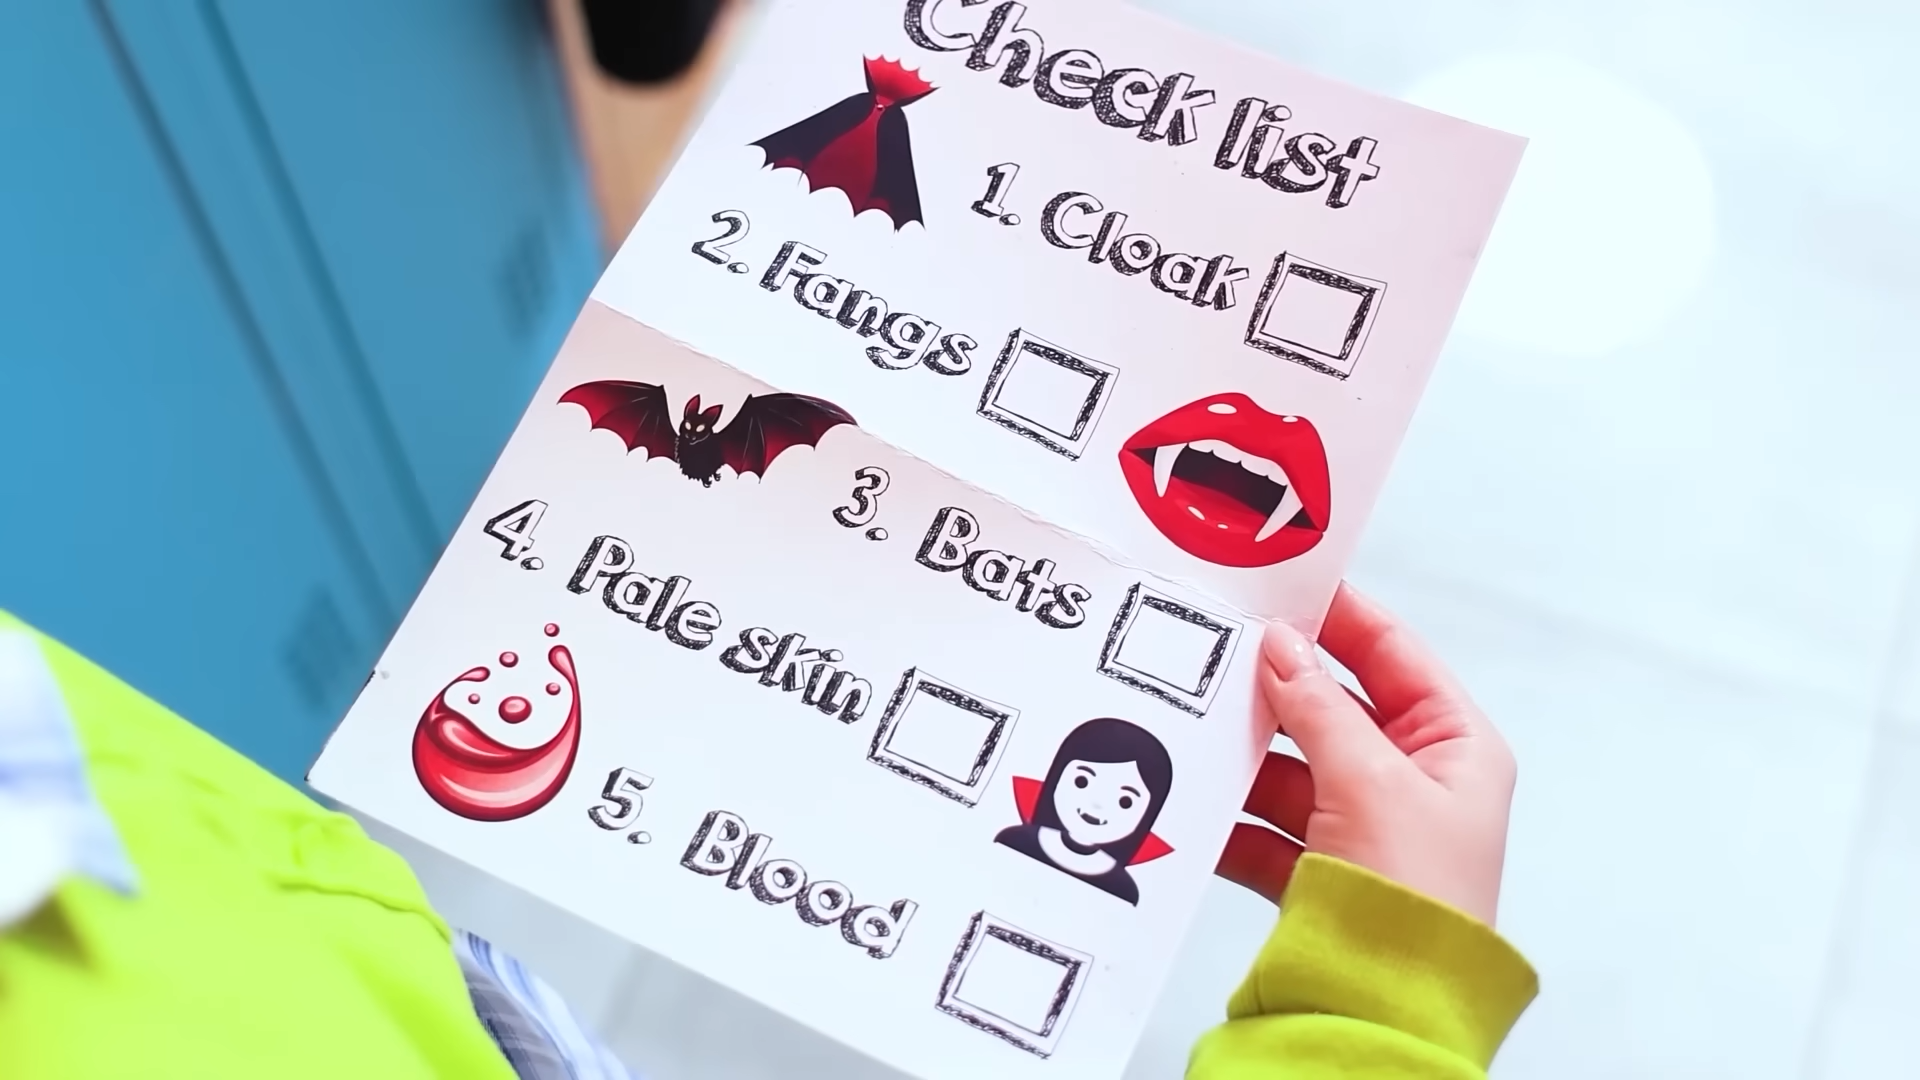 Check list
1. Cloak
2. Fangs
3. Bats
4. Pale skin
5. Blood